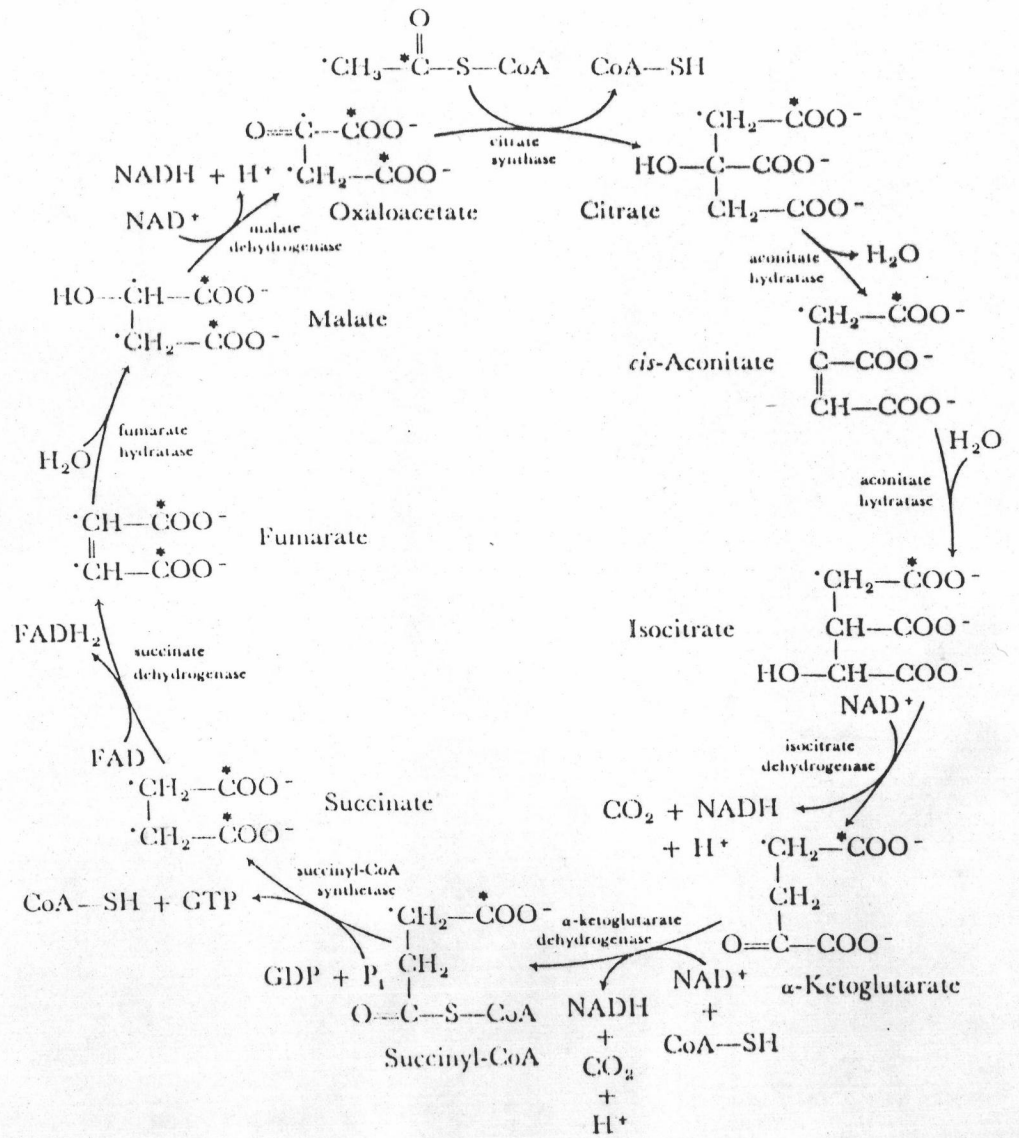 O
·CH₃—*C—S—CoA CoA—SH
O=C—*COO⁻
·CH₂—*COO⁻
Oxaloacetate
citrate
synthase
·CH₂—*COO⁻
HO—C—COO⁻
CH₂—COO⁻
Citrate
NADH + H⁺
NAD⁺
malate
dehydrogenase
aconitate
hydratase
H₂O
HO—·CH—*COO⁻
·CH₂—*COO⁻
Malate
·CH₂—*COO⁻
C—COO⁻
CH—COO⁻
cis-Aconitate
H₂O
fumarate
hydratase
H₂O
aconitate
hydratase
·CH—*COO⁻
·CH—*COO⁻
Fumarate
·CH₂—*COO⁻
CH—COO⁻
HO—CH—COO⁻
Isocitrate
FADH₂
succinate
dehydrogenase
FAD
NAD⁺
isocitrate
dehydrogenase
CO₂ + NADH
+ H⁺
·CH₂—*COO⁻
·CH₂—*COO⁻
Succinate
·CH₂—*COO⁻
CH₂
O=C—COO⁻
α-Ketoglutarate
succinyl-CoA
synthetase
CoA—SH + GTP
GDP + Pᵢ
·CH₂—*COO⁻
CH₂
O=C—S—CoA
Succinyl-CoA
α-ketoglutarate
dehydrogenase
NAD⁺
+
CoA—SH
NADH
+
CO₂
+
H⁺